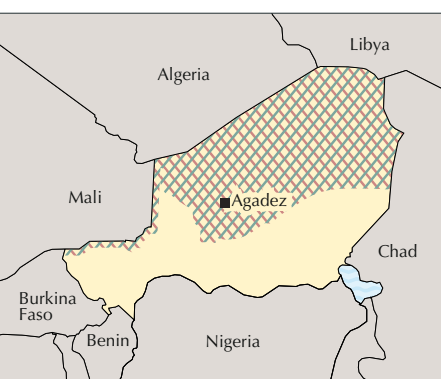 Libya
Algeria
Mali
Agadez
Chad
Burkina
Faso
Benin
Nigeria